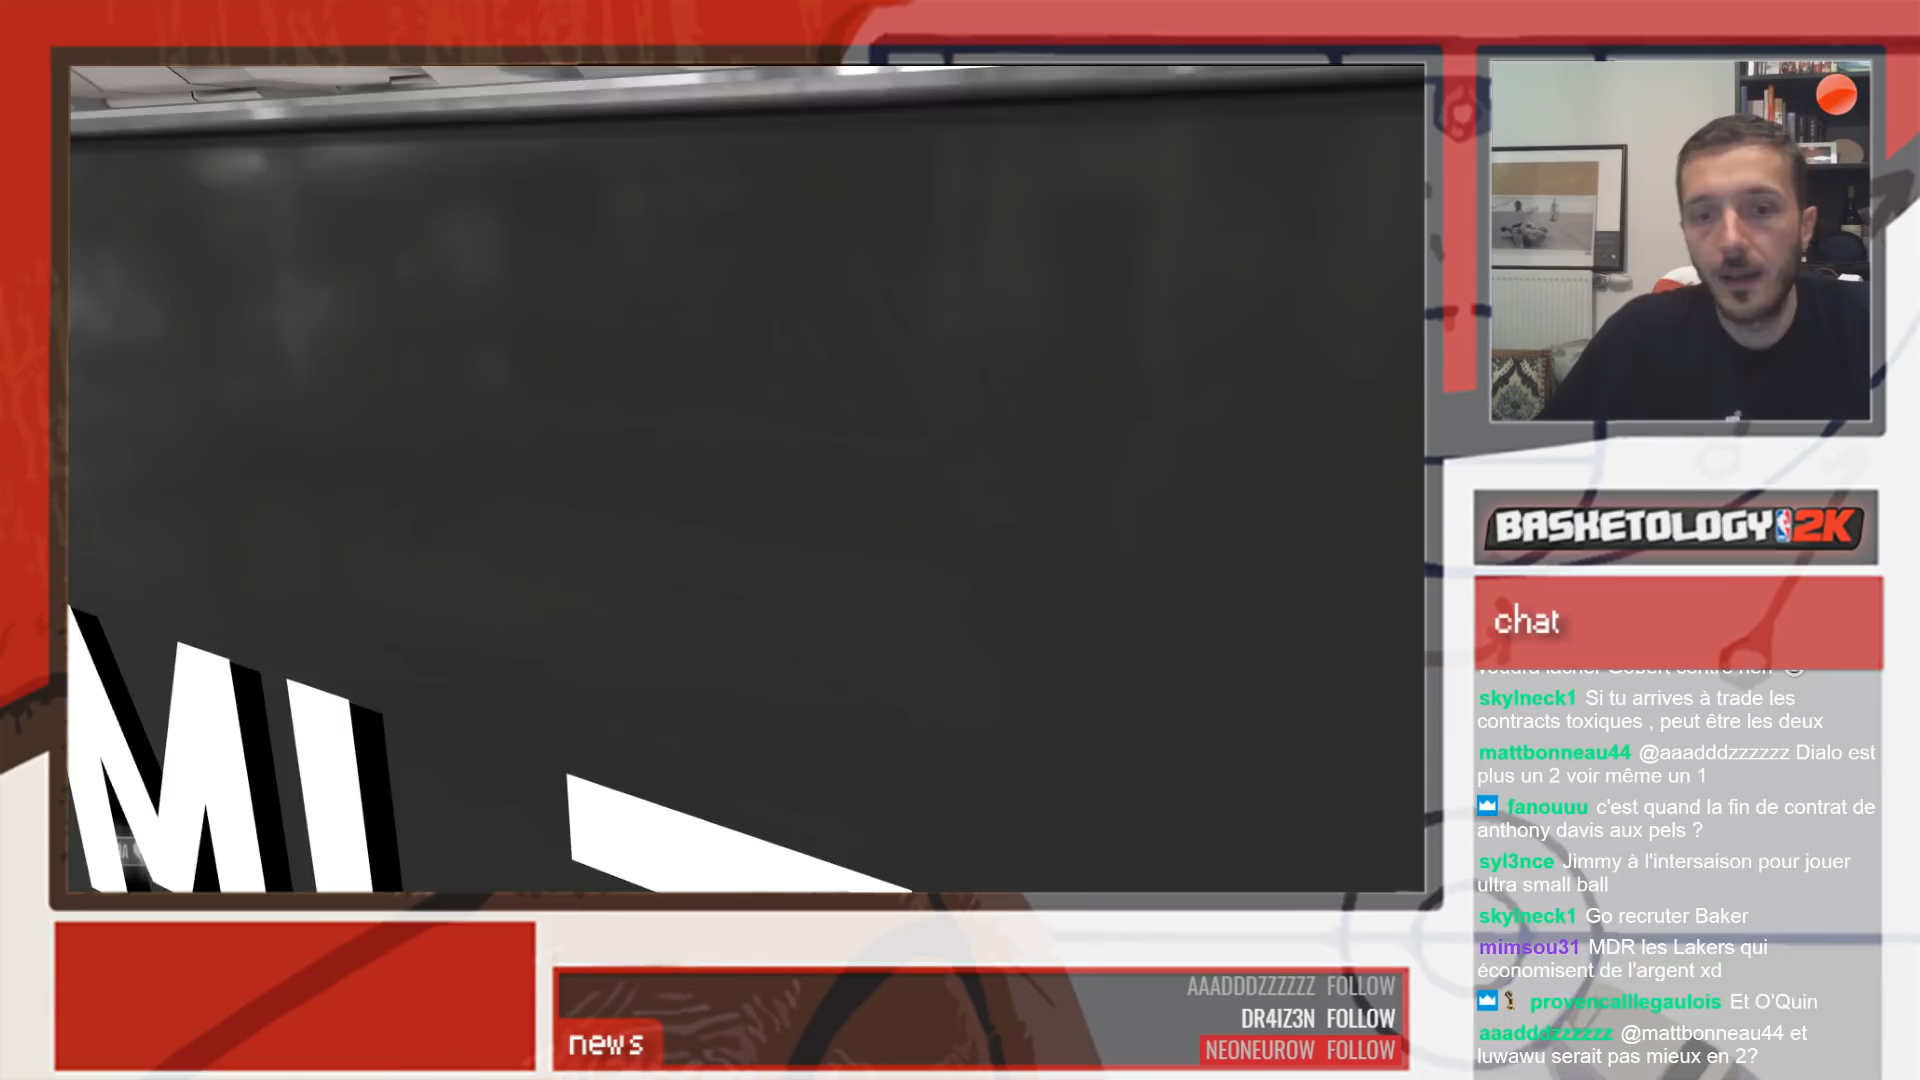 MI
BASKETOLOGY 2K
chat
skylneck1 Si tu arrives à trade les
contracts toxiques , peut être les deux
mattbonneau44 @aaadddzzzzzz Dialo est
plus un 2 voir même un 1
fanouuu c'est quand la fin de contrat de
anthony davis aux pels ?
syl3nce Jimmy à l'intersaison pour jouer
ultra small ball
skylneck1 Go recruter Baker
mimsou31 MDR les Lakers qui
économisent de l'argent xd
provencalllegaulois Et O'Quin
aaadddzzzzzz @mattbonneau44 et
luwawu serait pas mieux en 2?
AAADDDZZZZZZ FOLLOW
DR4IZ3N FOLLOW
NEONEUROW FOLLOW
news